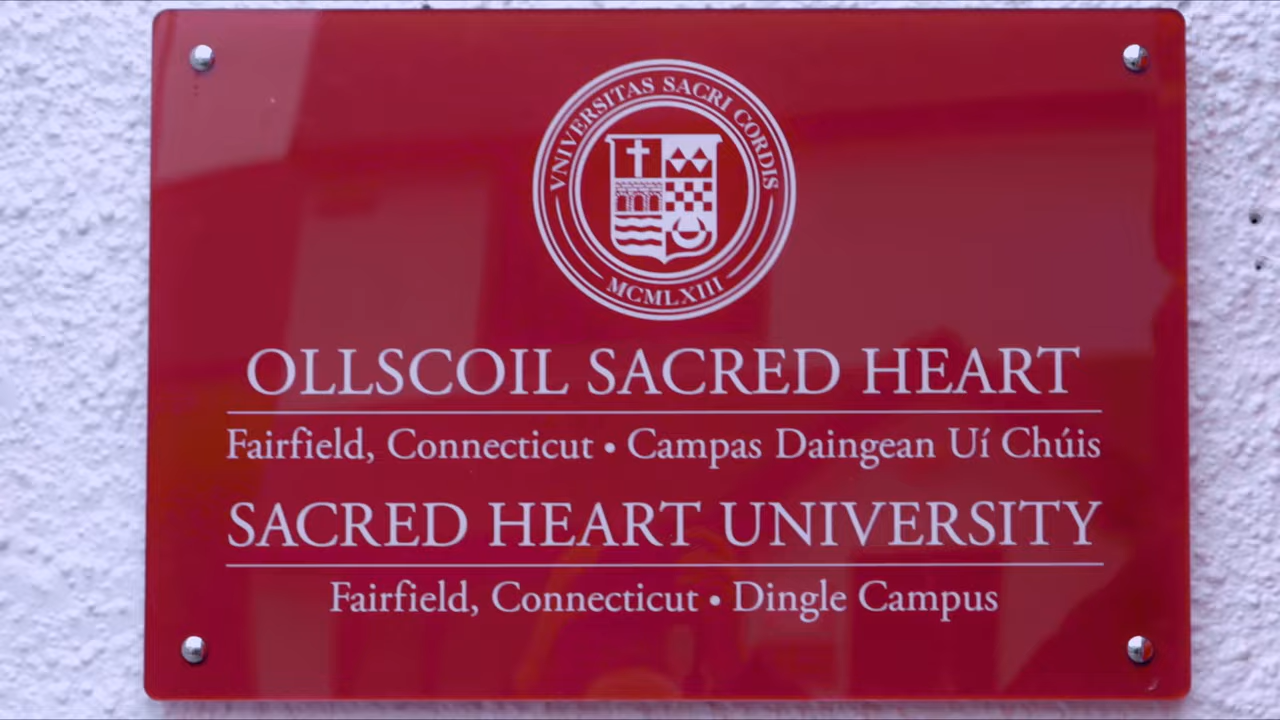 VNIVERSITAS SACRI CORDIS
MCMLXIII
OLLSCOIL SACRED HEART
Fairfield, Connecticut • Campas Daingean Uí Chúis
SACRED HEART UNIVERSITY
Fairfield, Connecticut • Dingle Campus